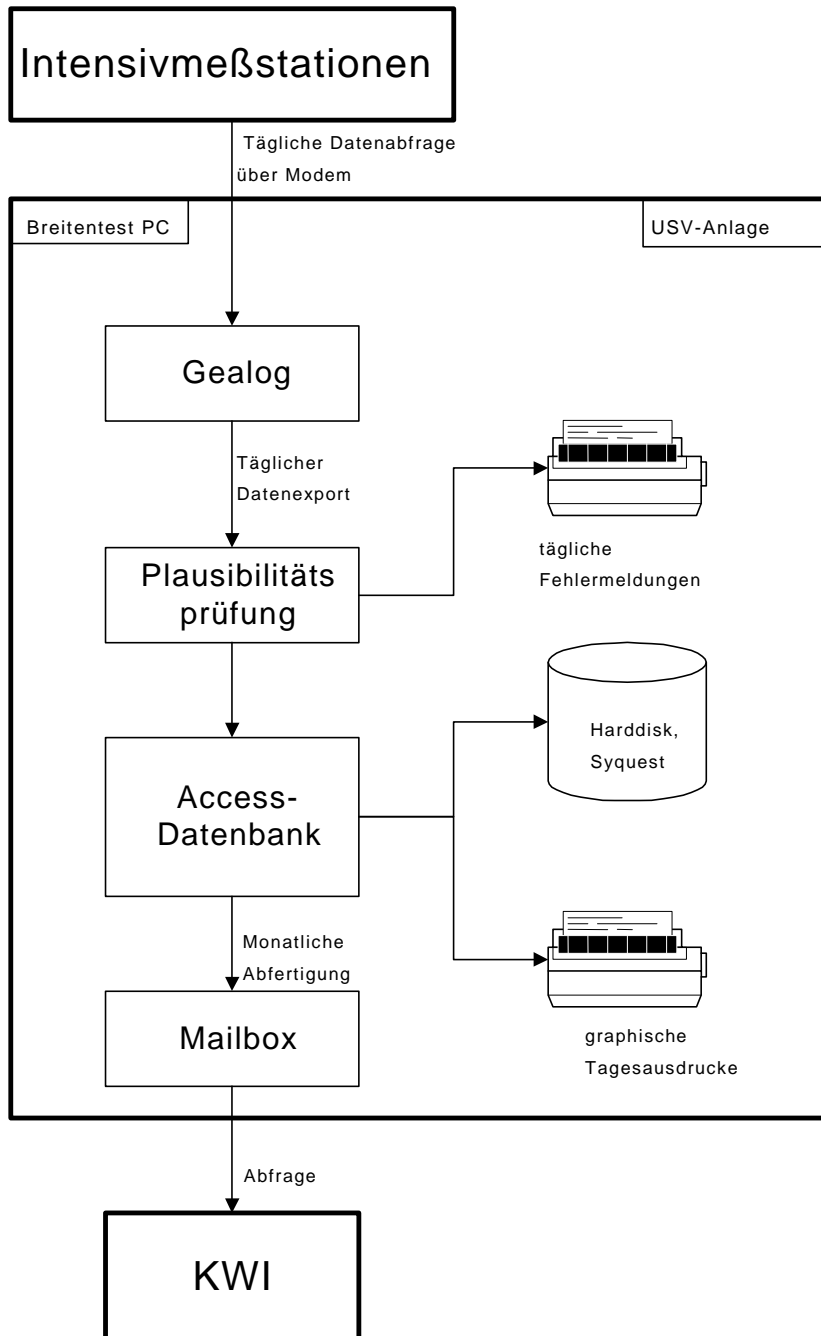 Intensivmeßstationen
Tägliche Datenabfrage
über Modem
Breitentest PC
USV-Anlage
Gealog
Täglicher
Datenexport
tägliche
Fehlermeldungen
Plausibilitäts
prüfung
Harddisk,
Syquest
Access-
Datenbank
Monatliche
Abfertigung
Mailbox
graphische
Tagesausdrucke
Abfrage
KWI